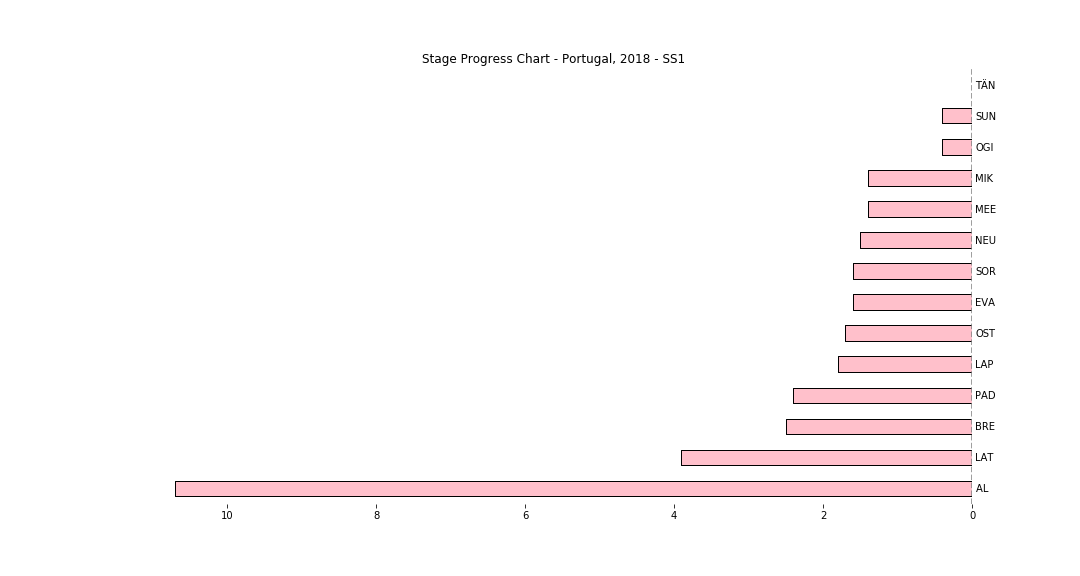 Stage Progress Chart - Portugal, 2018 - SS1
TÄN
SUN
OGI
MIK
MEE
NEU
SOR
EVA
OST
LAP
PAD
BRE
LAT
AL
10 8 6 4 2 0